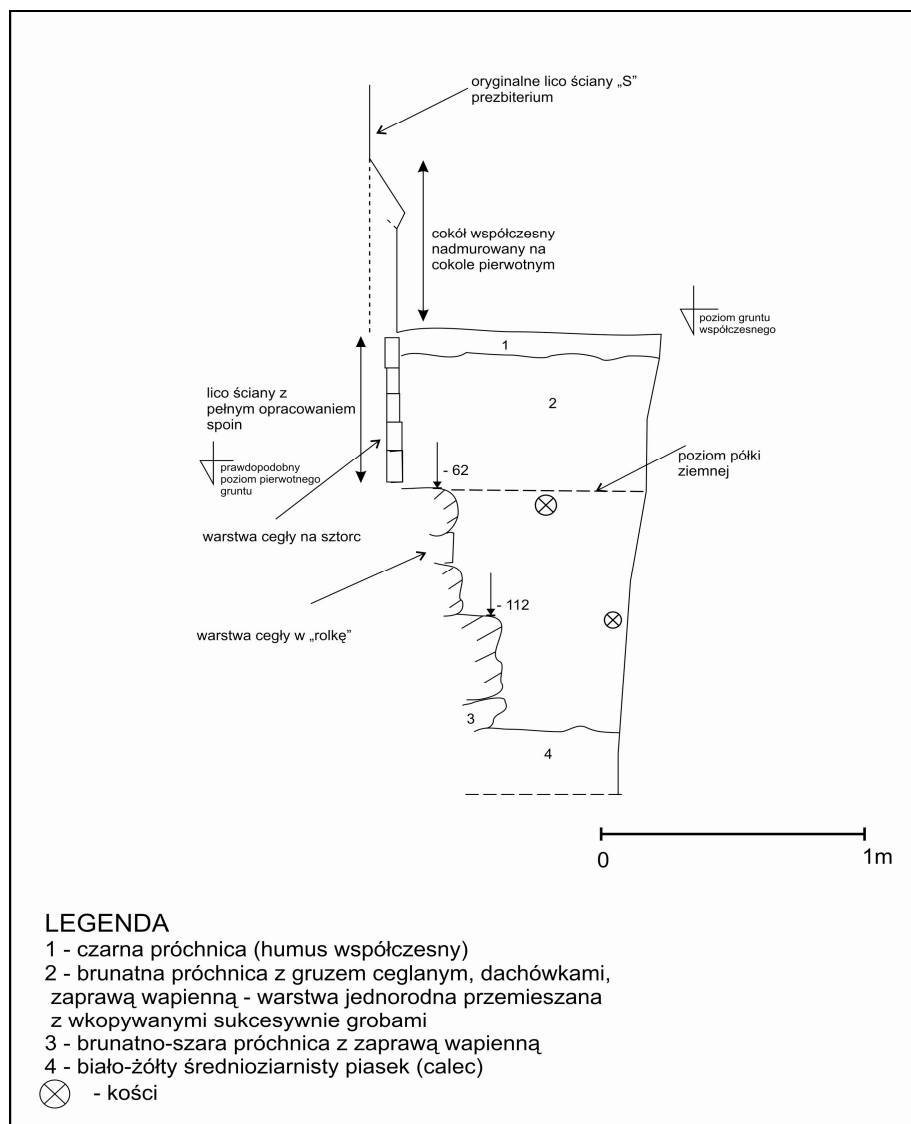 oryginalne lico ściany „S”
prezbiterium
cokół współczesny
nadmurowany na
cokole pierwotnym
poziom gruntu
współczesnego
1
lico ściany z
pełnym opracowaniem
spoin
2
prawdopodobny
poziom pierwotnego
gruntu
- 62
poziom półki
ziemnej
warstwa cegły na sztorc
- 112
warstwa cegły w „rolkę”
3
4
0
1m
LEGENDA
1 - czarna próchnica (humus współczesny)
2 - brunatna próchnica z gruzem ceglanym, dachówkami,
zaprawą wapienną - warstwa jednorodna przemieszana
z wkopywanymi sukcesywnie grobami
3 - brunatno-szara próchnica z zaprawą wapienną
4 - biało-żółty średnioziarnisty piasek (calec)
- kości